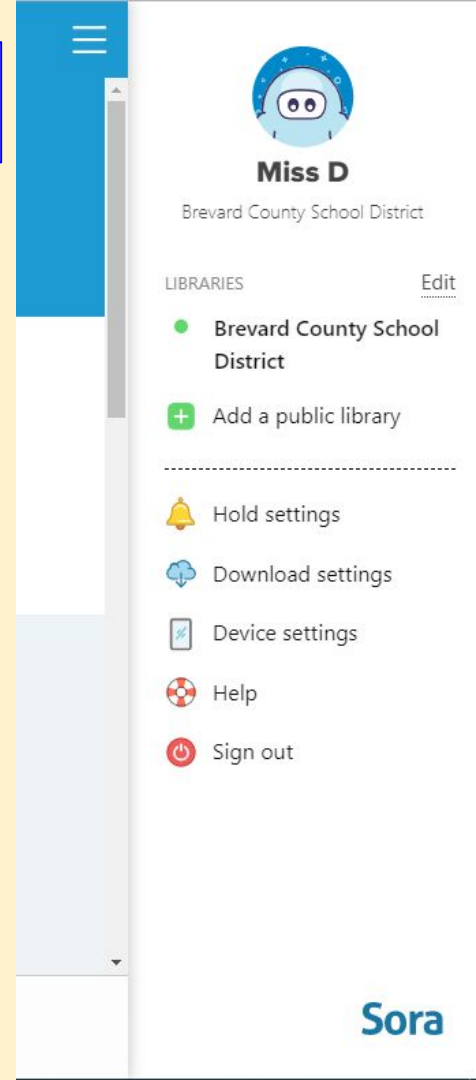 Miss D
Brevard County School District
LIBRARIES Edit
Brevard County School
District
Add a public library
Hold settings
Download settings
Device settings
Help
Sign out
Sora